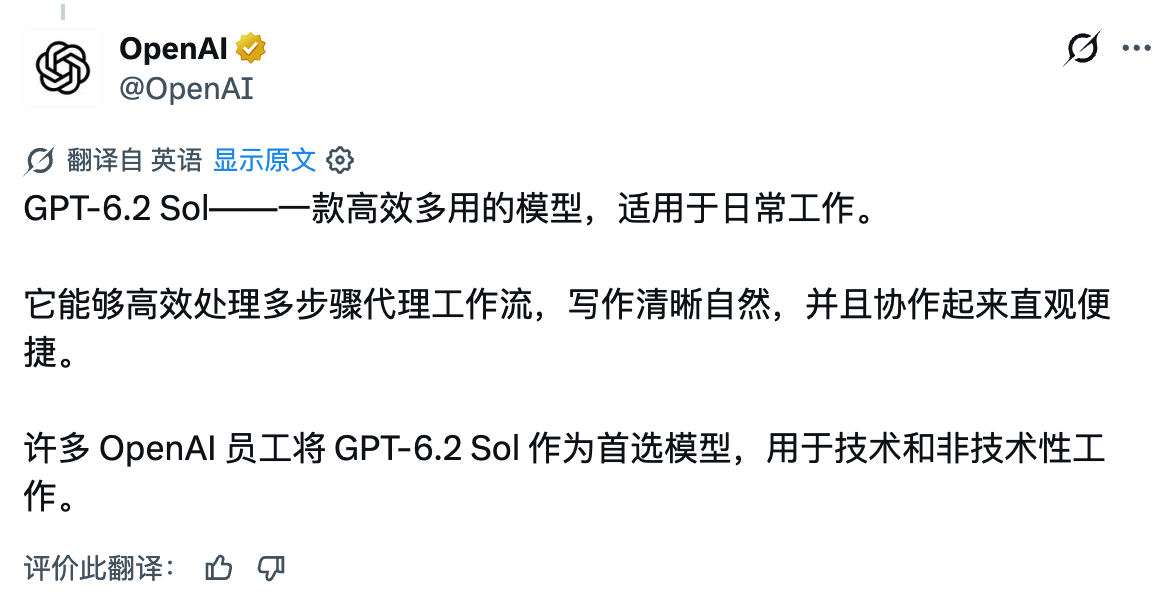 OpenAI
@OpenAI
翻译自 英语 显示原文
GPT-6.2 Sol——一款高效多用的模型，适用于日常工作。
它能够高效处理多步骤代理工作流，写作清晰自然，并且协作起来直观便
捷。
许多 OpenAI 员工将 GPT-6.2 Sol 作为首选模型，用于技术和非技术性工
作。
评价此翻译：